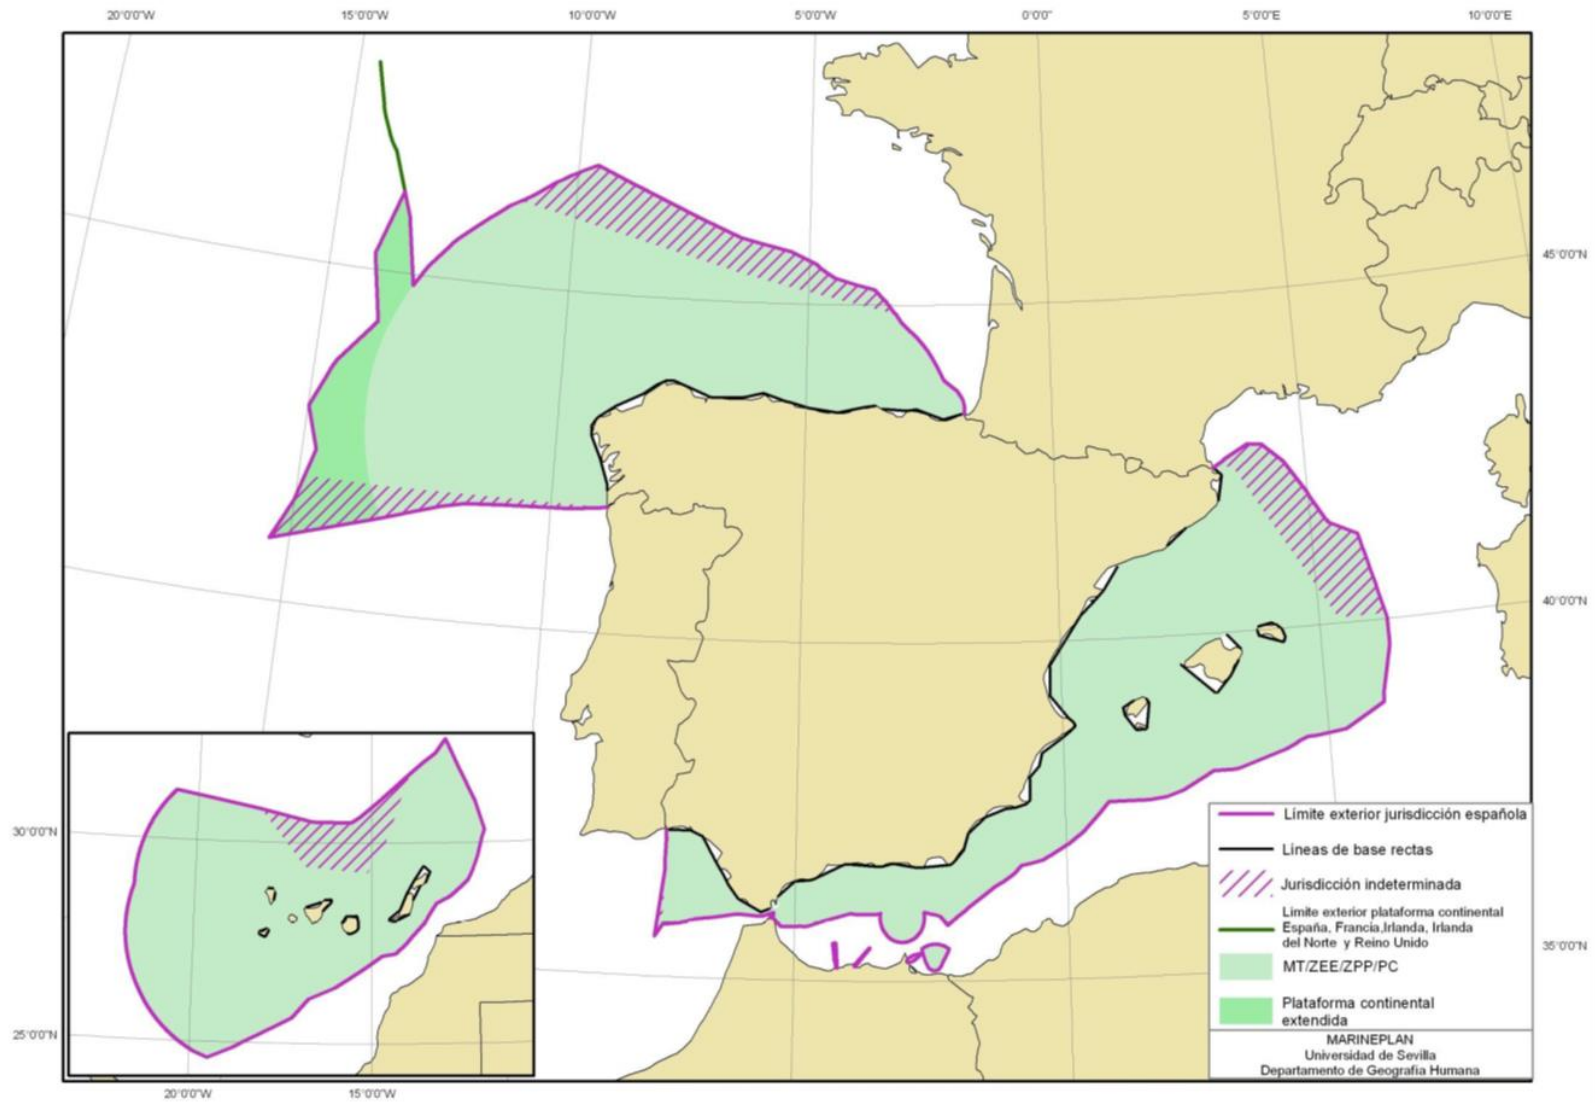 20°0'0"W 15°0'0"W 10°0'0"W 5°0'0"W 0°0'0" 5°0'0"E 10°0'0"E
45°0'0"N
40°0'0"N
30°0'0"N
35°0'0"N
25°0'0"N
20°0'0"W 15°0'0"W
Límite exterior jurisdicción española
Lineas de base rectas
Jurisdicción indeterminada
Limite exterior plataforma continental
España, Francia,Irlanda, Irlanda
del Norte y Reino Unido
MT/ZEE/ZPP/PC
Plataforma continental
extendida
MARINEPLAN
Universidad de Sevilla
Departamento de Geografia Humana